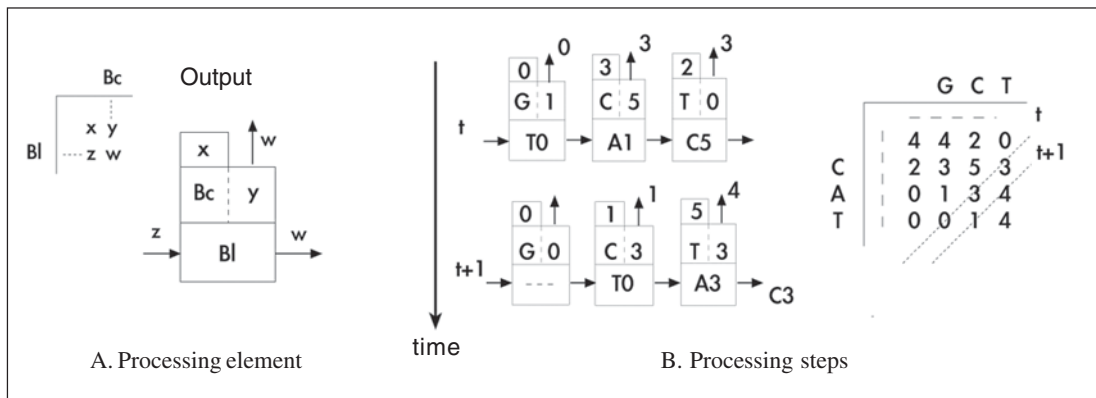 Bc
Bl
x y
z w
Output
x
w
Bc y
z
Bl
w
A. Processing element
time
t
0 0
G 1
T0
3 3
C 5
A1
2 3
T 0
C5
t+1
0
G 0
---
1 1
C 3
T0
5 4
T 3
A3
C3
G C T
t
4 4 2 0
t+1
C 2 3 5 3
A 0 1 3 4
T 0 0 1 4
B. Processing steps